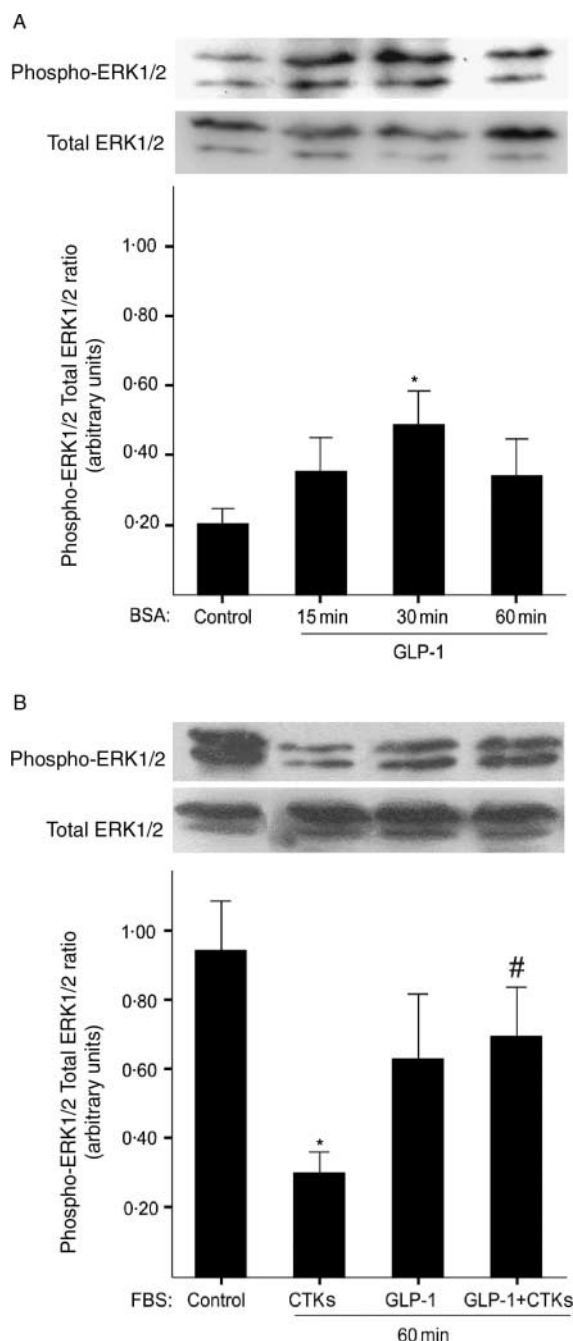 A
Phospho-ERK1/2
Total ERK1/2
Phospho-ERK1/2 Total ERK1/2 ratio
(arbitrary units)
1·00
0·80
0·60
0·40
0·20
*
BSA: Control 15 min 30 min 60 min
GLP-1
B
Phospho-ERK1/2
Total ERK1/2
Phospho-ERK1/2 Total ERK1/2 ratio
(arbitrary units)
1·00
0·80
0·60
0·40
0·20
*
#
FBS: Control CTKs GLP-1 GLP-1+CTKs
60 min